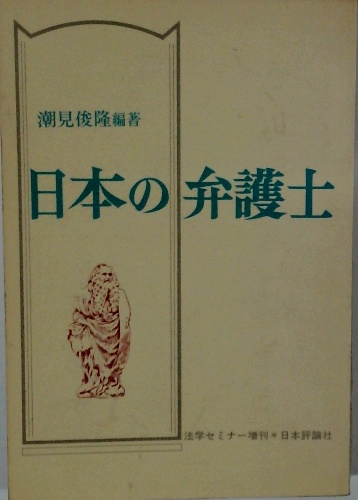 潮見俊隆編著
日本の弁護士
法学セミナー増刊＊日本評論社